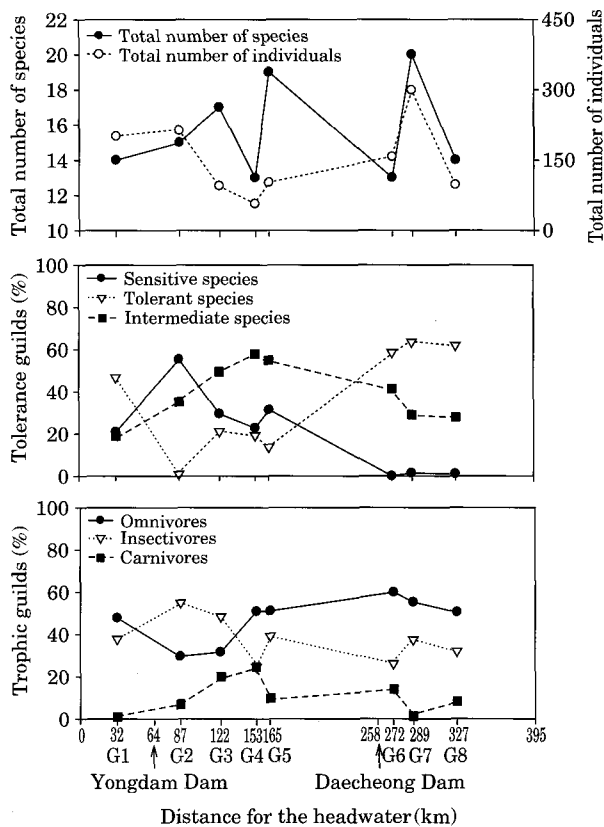 Total number of species
22
20
18
16
14
12
10
Total number of species
Total number of individuals
450
300
150
0
Total number of individuals
Tolerance guilds (%)
100
80
60
40
20
0
Sensitive species
Tolerant species
Intermediate species
Trophic guilds (%)
100
80
60
40
20
0
Omnivores
Insectivores
Carnivores
0 32 64 87 122 153 165 258 272 289 327 395
G1 G2 G3 G4 G5 G6 G7 G8
Yongdam Dam Daecheong Dam
Distance for the headwater (km)